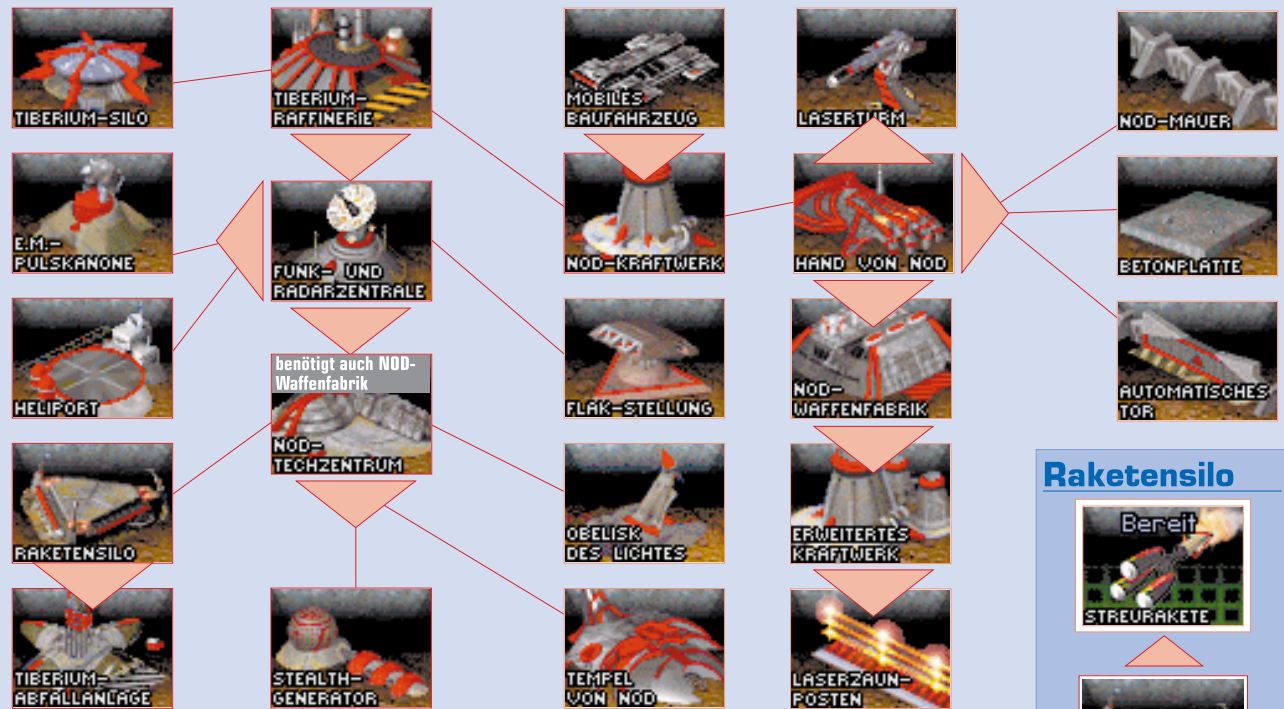 TIBERIUM-SILO
TIBERIUM-
RAFFINERIE
MOBILES
BAUFAHRZEUG
LASERTURM
NOD-MAUER
E.M.-
PULSKANONE
FUNK- UND
RADARZENTRALE
NOD-KRAFTWERK
HAND VON NOD
BETONPLATTE
HELIPORT
benötigt auch NOD-
Waffenfabrik
NOD-
TECHZENTRUM
FLAK-STELLUNG
NOD-
WAFFENFABRIK
AUTOMATISCHES
TOR
RAKETENSILO
OBELISK
DES LICHTES
ERWEITERTES
KRAFTWERK
Raketensilo
Bereit
STREURAKETE
TIBERIUM-
ABFALLANLAGE
STEALTH-
GENERATOR
TEMPEL
VON NOD
LASERZAUN-
POSTEN